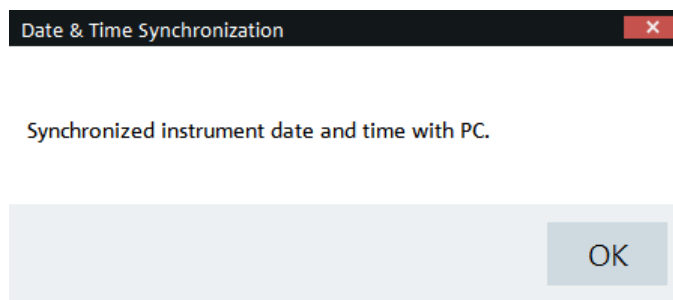 Date & Time Synchronization
Synchronized instrument date and time with PC.
OK